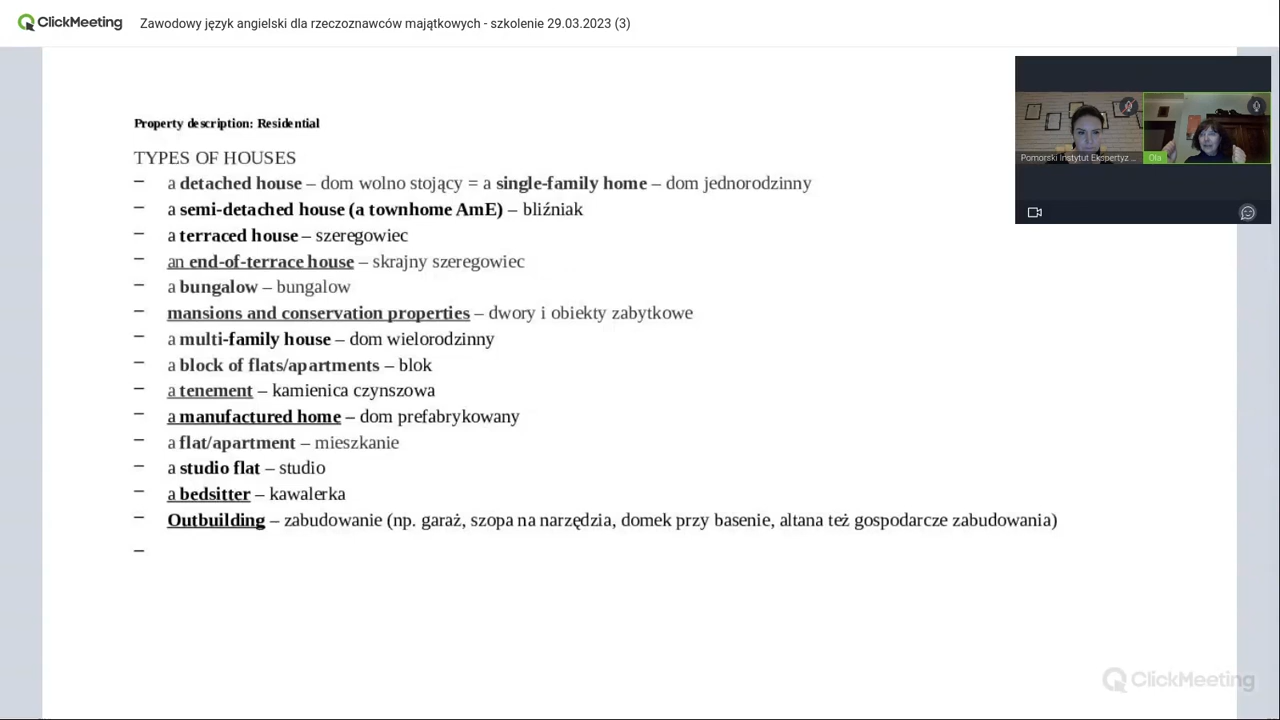 ClickMeeting Zawodowy język angielski dla rzeczoznawców majątkowych - szkolenie 29.03.2023 (3)
Property description: Residential
TYPES OF HOUSES
– a detached house – dom wolno stojący = a single-family home – dom jednorodzinny
– a semi-detached house (a townhome AmE) – bliźniak
– a terraced house – szeregowiec
– an end-of-terrace house – skrajny szeregowiec
– a bungalow – bungalow
– mansions and conservation properties – dwory i obiekty zabytkowe
– a multi-family house – dom wielorodzinny
– a block of flats/apartments – blok
– a tenement – kamienica czynszowa
– a manufactured home – dom prefabrykowany
– a flat/apartment – mieszkanie
– a studio flat – studio
– a bedsitter – kawalerka
– Outbuilding – zabudowanie (np. garaż, szopa na narzędzia, domek przy basenie, altana też gospodarcze zabudowania)
–
Pomorski Instytut Ekspertyz ...
Ola
ClickMeeting